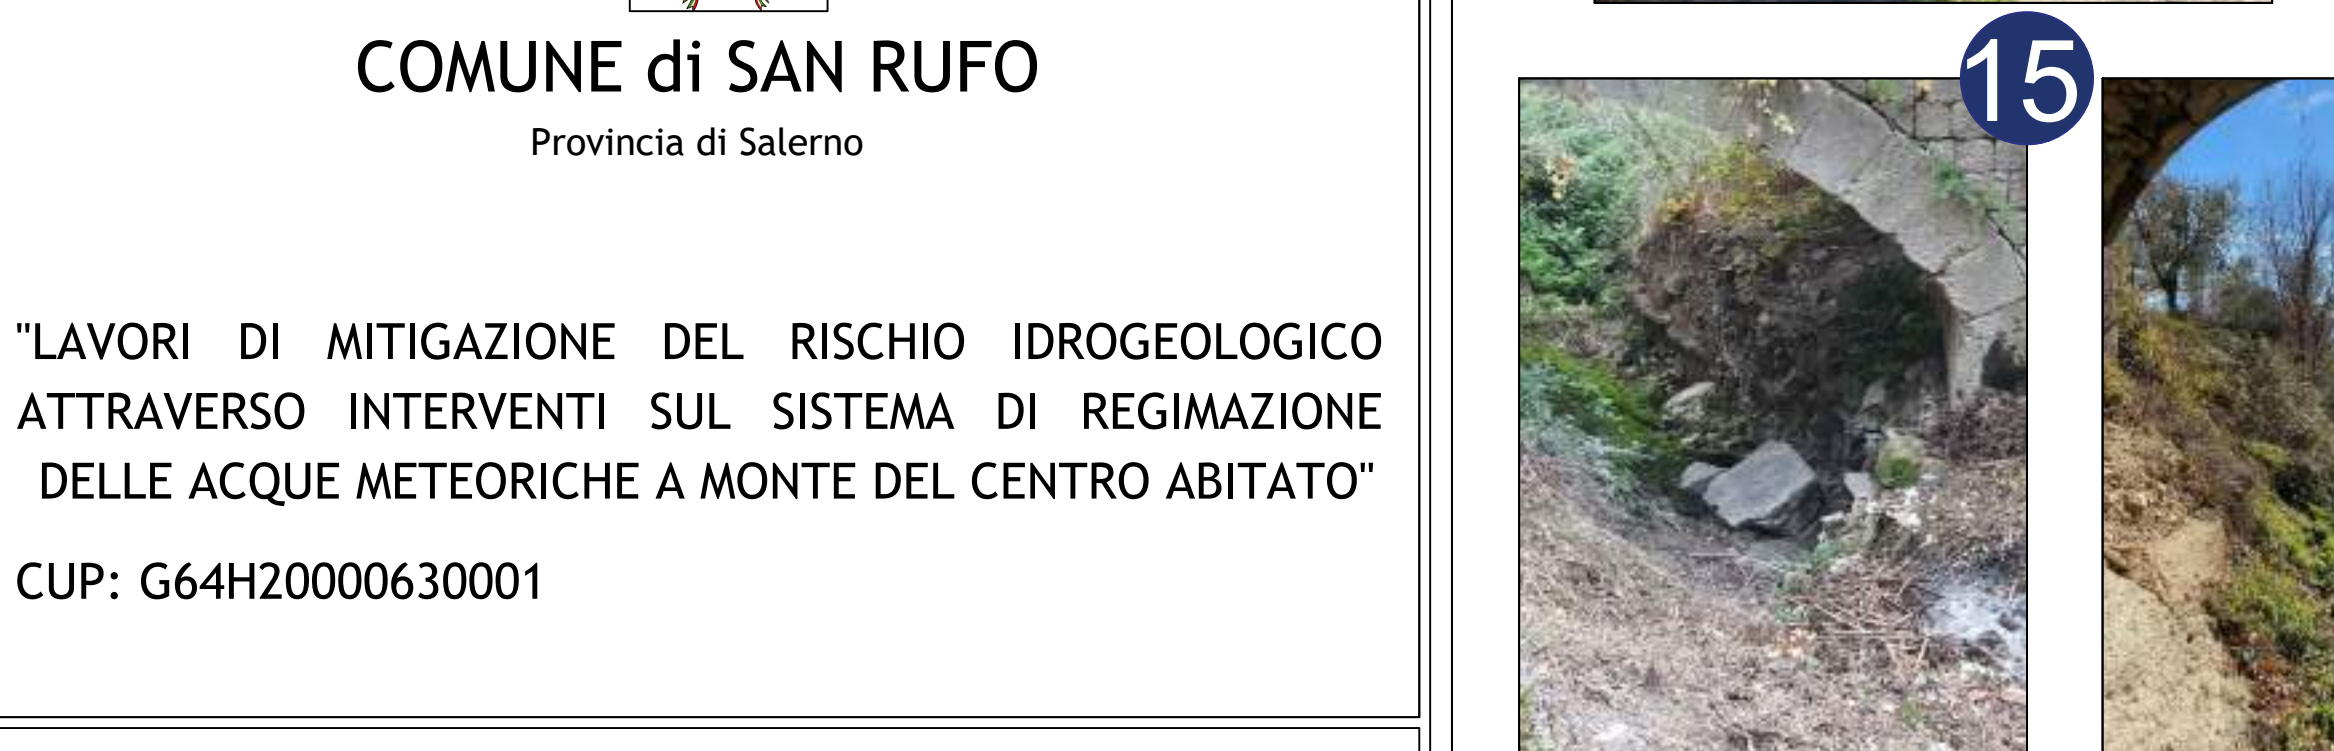 COMUNE di SAN RUFO
Provincia di Salerno
"LAVORI DI MITIGAZIONE DEL RISCHIO IDROGEOLOGICO
ATTRAVERSO INTERVENTI SUL SISTEMA DI REGIMAZIONE
DELLE ACQUE METEORICHE A MONTE DEL CENTRO ABITATO"
CUP: G64H20000630001
15